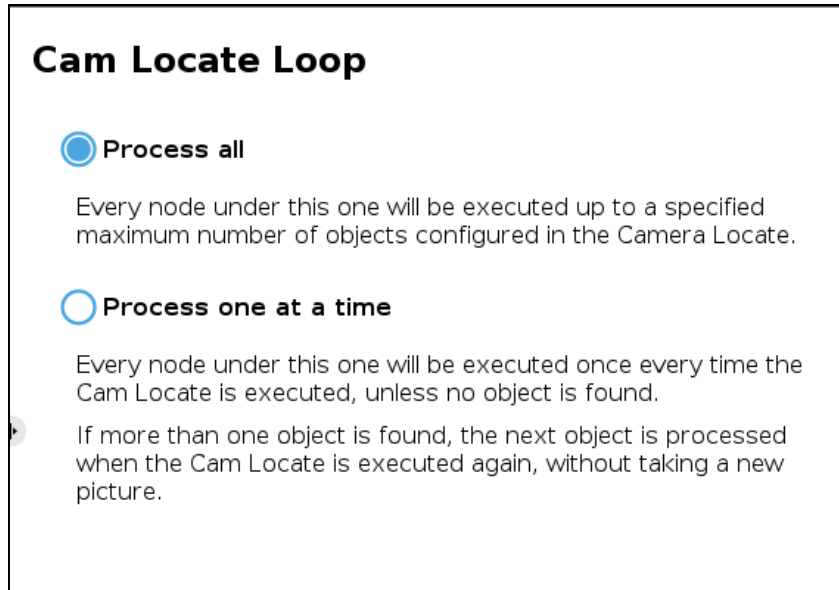 Cam Locate Loop
Process all
Every node under this one will be executed up to a specified
maximum number of objects configured in the Camera Locate.
Process one at a time
Every node under this one will be executed once every time the
Cam Locate is executed, unless no object is found.
If more than one object is found, the next object is processed
when the Cam Locate is executed again, without taking a new
picture.